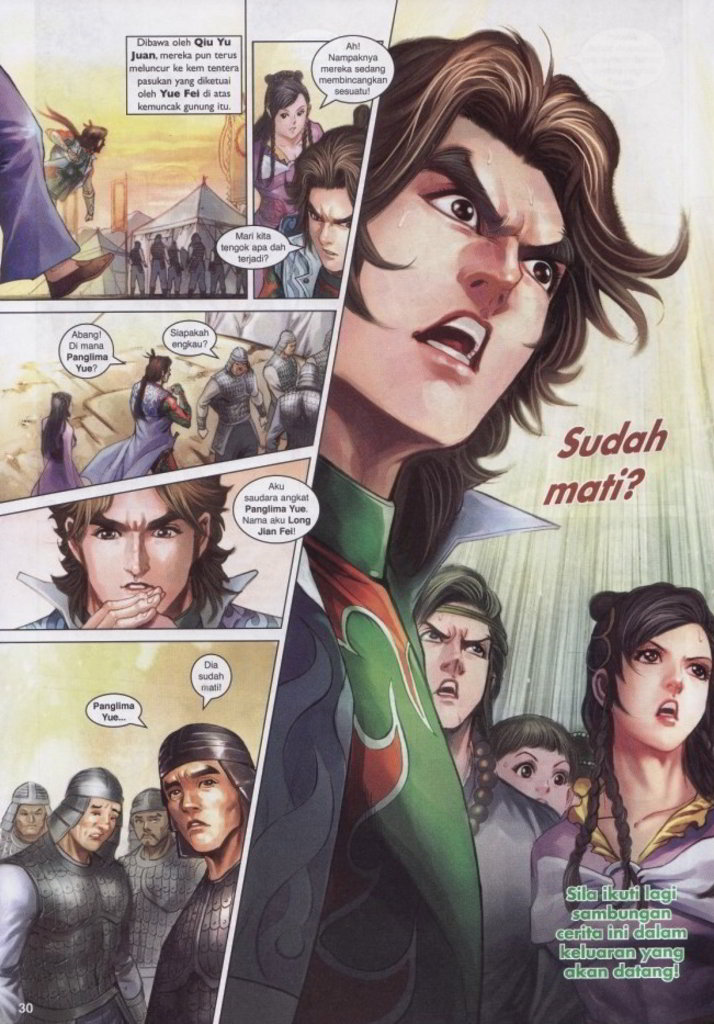 Dibawa oleh Qiu Yu
Juan, mereka pun terus
meluncur ke kem tentera
pasukan yang diketuai
oleh Yue Fei di atas
kemuncak gunung itu.
Ah!
Nampaknya
mereka sedang
membincangkan
sesuatu!
Mari kita
tengok apa dah
terjadi?
Abang!
Di mana
Panglima
Yue?
Siapakah
engkau?
Aku
saudara angkat
Panglima Yue.
Nama aku Long
Jian Fei!
Panglima
Yue...
Dia
sudah
mati!
Sudah
mati?
Sila ikuti lagi
sambungan
cerita ini dalam
keluaran yang
akan datang!
30